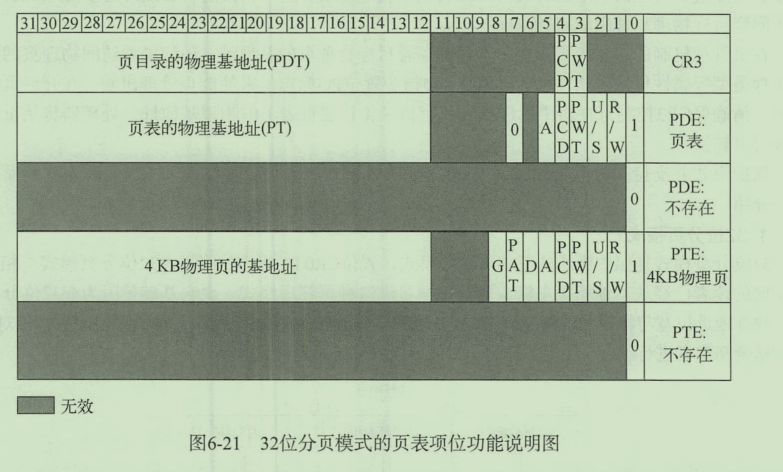 31 30 29 28 27 26 25 24 23 22 21 20 19 18 17 16 15 14 13 12 11 10 9 8 7 6 5 4 3 2 1 0
页目录的物理基地址(PDT) PCD PWT CR3
页表的物理基地址(PT) 0 A PCD PWT U/S R/W 1 PDE:
页表
0 PDE:
不存在
4 KB物理页的基地址 G PAT D A PCD PWT U/S R/W PTE:
4KB物理页
0 PTE:
不存在
无效
图6-21 32位分页模式的页表项位功能说明图